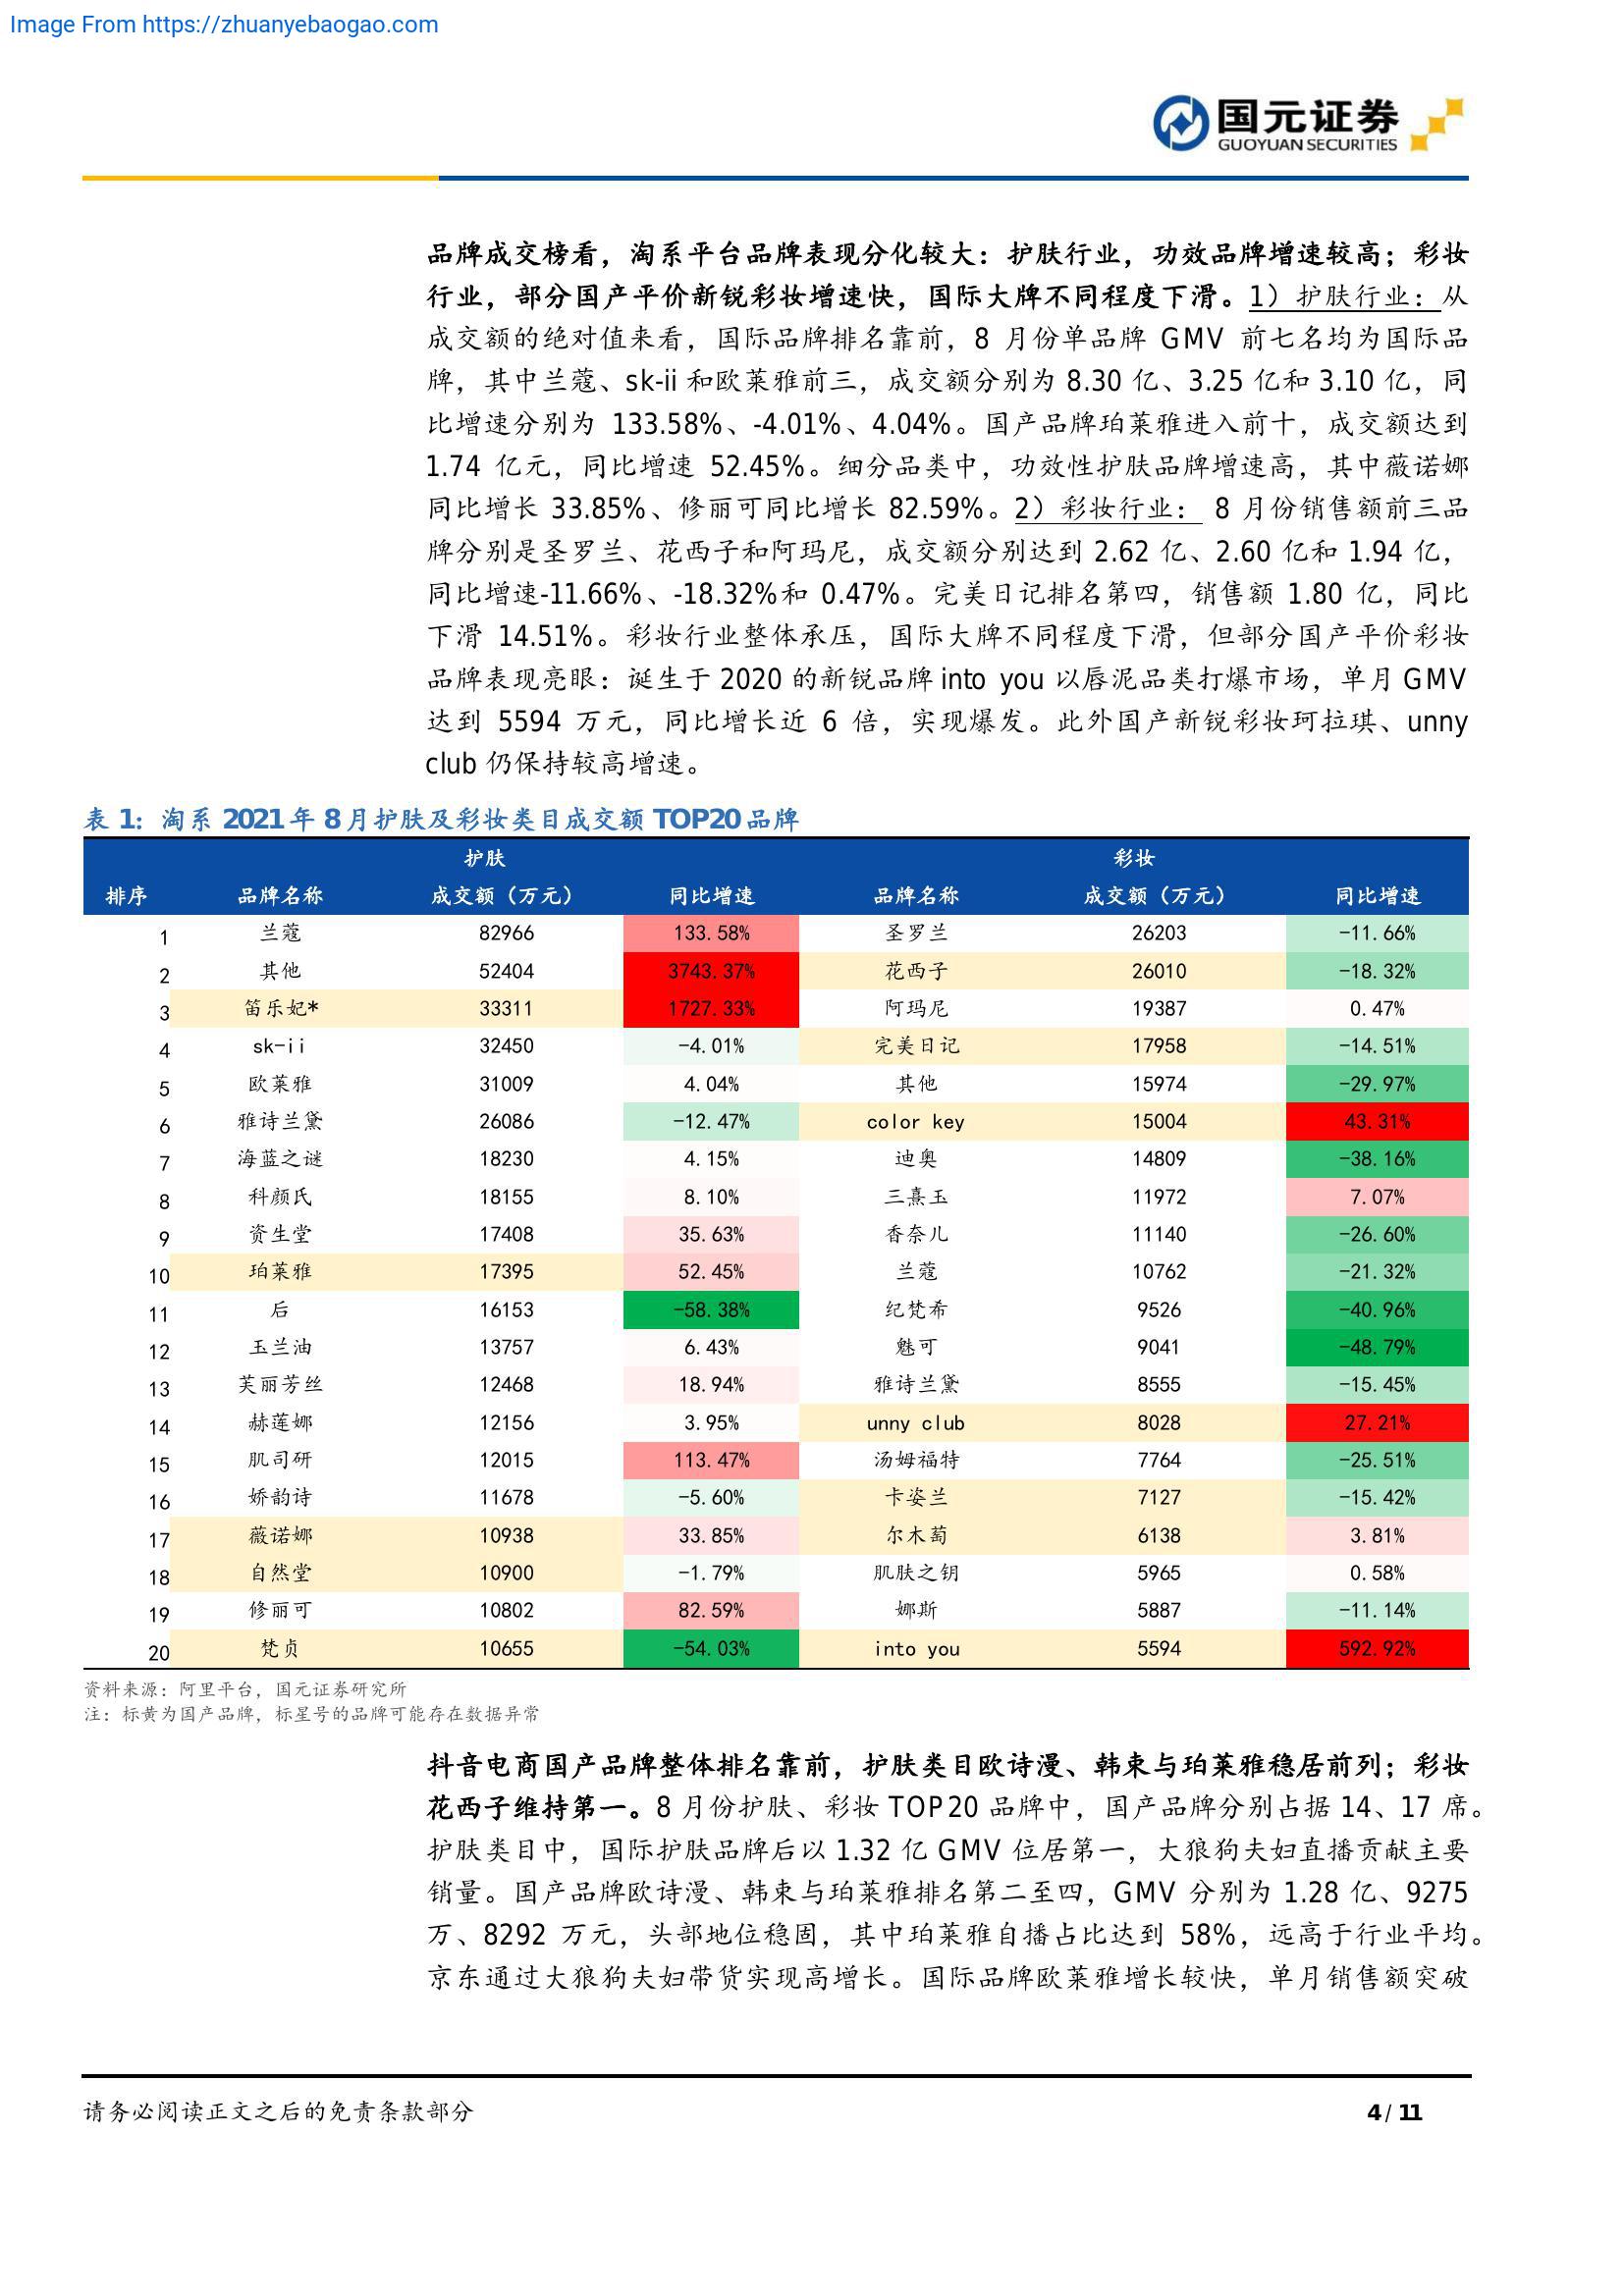 Image From https://zhuanyebaogao.com
国元证券
GUOYUAN SECURITIES
品牌成交榜看，淘系平台品牌表现分化较大：护肤行业，功效品牌增速较高；彩妆
行业，部分国产平价新锐彩妆增速快，国际大牌不同程度下滑。1）护肤行业：从
成交额的绝对值来看，国际品牌排名靠前，8 月份单品牌 GMV 前七名均为国际品
牌，其中兰蔻、sk-ii 和欧莱雅前三，成交额分别为 8.30 亿、3.25 亿和 3.10 亿，同
比增速分别为 133.58%、-4.01%、4.04%。国产品牌珀莱雅进入前十，成交额达到
1.74 亿元，同比增速 52.45%。细分品类中，功效性护肤品牌增速高，其中薇诺娜
同比增长 33.85%、修丽可同比增长 82.59%。2）彩妆行业： 8 月份销售额前三品
牌分别是圣罗兰、花西子和阿玛尼，成交额分别达到 2.62 亿、2.60 亿和 1.94 亿，
同比增速-11.66%、-18.32%和 0.47%。完美日记排名第四，销售额 1.80 亿，同比
下滑 14.51%。彩妆行业整体承压，国际大牌不同程度下滑，但部分国产平价彩妆
品牌表现亮眼：诞生于 2020 的新锐品牌 into you 以唇泥品类打爆市场，单月 GMV
达到 5594 万元，同比增长近 6 倍，实现爆发。此外国产新锐彩妆珂拉琪、unny
club 仍保持较高增速。
表 1：淘系 2021 年 8 月护肤及彩妆类目成交额 TOP20 品牌
护肤 彩妆
排序 品牌名称 成交额（万元） 同比增速 品牌名称 成交额（万元） 同比增速
1 兰蔻 82966 133.58% 圣罗兰 26203 -11.66%
2 其他 52404 3743.37% 花西子 26010 -18.32%
3 笛乐妃* 33311 1727.33% 阿玛尼 19387 0.47%
4 sk-ii 32450 -4.01% 完美日记 17958 -14.51%
5 欧莱雅 31009 4.04% 其他 15974 -29.97%
6 雅诗兰黛 26086 -12.47% color key 15004 43.31%
7 海蓝之谜 18230 4.15% 迪奥 14809 -38.16%
8 科颜氏 18155 8.10% 三熹玉 11972 7.07%
9 资生堂 17408 35.63% 香奈儿 11140 -26.60%
10 珀莱雅 17395 52.45% 兰蔻 10762 -21.32%
11 后 16153 -58.38% 纪梵希 9526 -40.96%
12 玉兰油 13757 6.43% 魅可 9041 -48.79%
13 芙丽芳丝 12468 18.94% 雅诗兰黛 8555 -15.45%
14 赫莲娜 12156 3.95% unny club 8028 27.21%
15 肌司研 12015 113.47% 汤姆福特 7764 -25.51%
16 娇韵诗 11678 -5.60% 卡姿兰 7127 -15.42%
17 薇诺娜 10938 33.85% 尔木萄 6138 3.81%
18 自然堂 10900 -1.79% 肌肤之钥 5965 0.58%
19 修丽可 10802 82.59% 娜斯 5887 -11.14%
20 梵贞 10655 -54.03% into you 5594 592.92%
资料来源：阿里平台，国元证券研究所
注：标黄为国产品牌，标星号的品牌可能存在数据异常
抖音电商国产品牌整体排名靠前，护肤类目欧诗漫、韩束与珀莱雅稳居前列；彩妆
花西子维持第一。8 月份护肤、彩妆 TOP20 品牌中，国产品牌分别占据 14、17 席。
护肤类目中，国际护肤品牌后以 1.32 亿 GMV 位居第一，大狼狗夫妇直播贡献主要
销量。国产品牌欧诗漫、韩束与珀莱雅排名第二至四，GMV 分别为 1.28 亿、9275
万、8292 万元，头部地位稳固，其中珀莱雅自播占比达到 58%，远高于行业平均。
京东通过大狼狗夫妇带货实现高增长。国际品牌欧莱雅增长较快，单月销售额突破
请务必阅读正文之后的免责条款部分
4 / 11